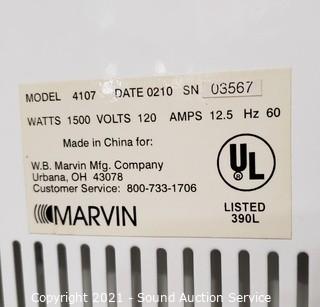 MODEL 4107 DATE 0210 SN 03567
WATTS 1500 VOLTS 120 AMPS 12.5 Hz 60
Made in China for:
W.B. Marvin Mfg. Company
Urbana, OH 43078
Customer Service: 800-733-1706
MARVIN
UL
®
LISTED
390L
Copyright 2021 - Sound Auction Service